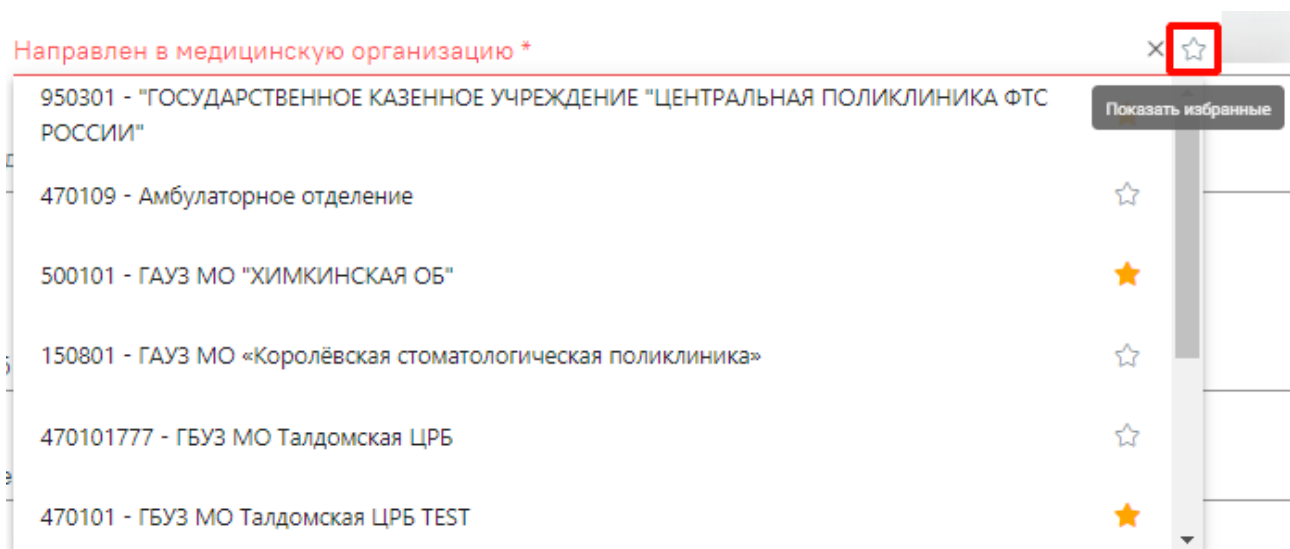 Направлен в медицинскую организацию *
950301 - "ГОСУДАРСТВЕННОЕ КАЗЕННОЕ УЧРЕЖДЕНИЕ "ЦЕНТРАЛЬНАЯ ПОЛИКЛИНИКА ФТС
РОССИИ"
Показать избранные
470109 - Амбулаторное отделение
500101 - ГАУЗ МО "ХИМКИНСКАЯ ОБ"
150801 - ГАУЗ МО «Королёвская стоматологическая поликлиника»
470101777 - ГБУЗ МО Талдомская ЦРБ
470101 - ГБУЗ МО Талдомская ЦРБ TEST